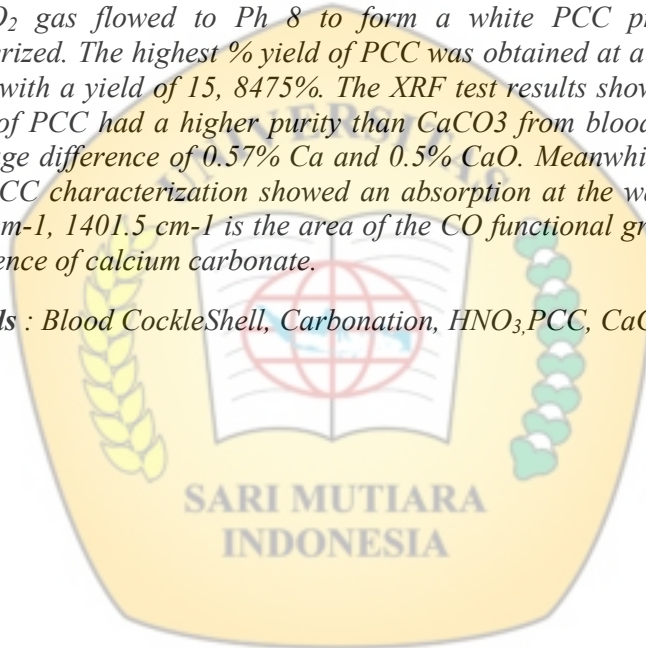 O₂ gas flowed to Ph 8 to form a white PCC pr
erized. The highest % yield of PCC was obtained at a
with a yield of 15, 8475%. The XRF test results show
of PCC had a higher purity than CaCO3 from blood
ge difference of 0.57% Ca and 0.5% CaO. Meanwhi
CC characterization showed an absorption at the w
m-1, 1401.5 cm-1 is the area of the CO functional gr
ence of calcium carbonate.
ds : Blood CockleShell, Carbonation, HNO₃,PCC, CaC
UNIVERSITAS
SARI MUTIARA
INDONESIA